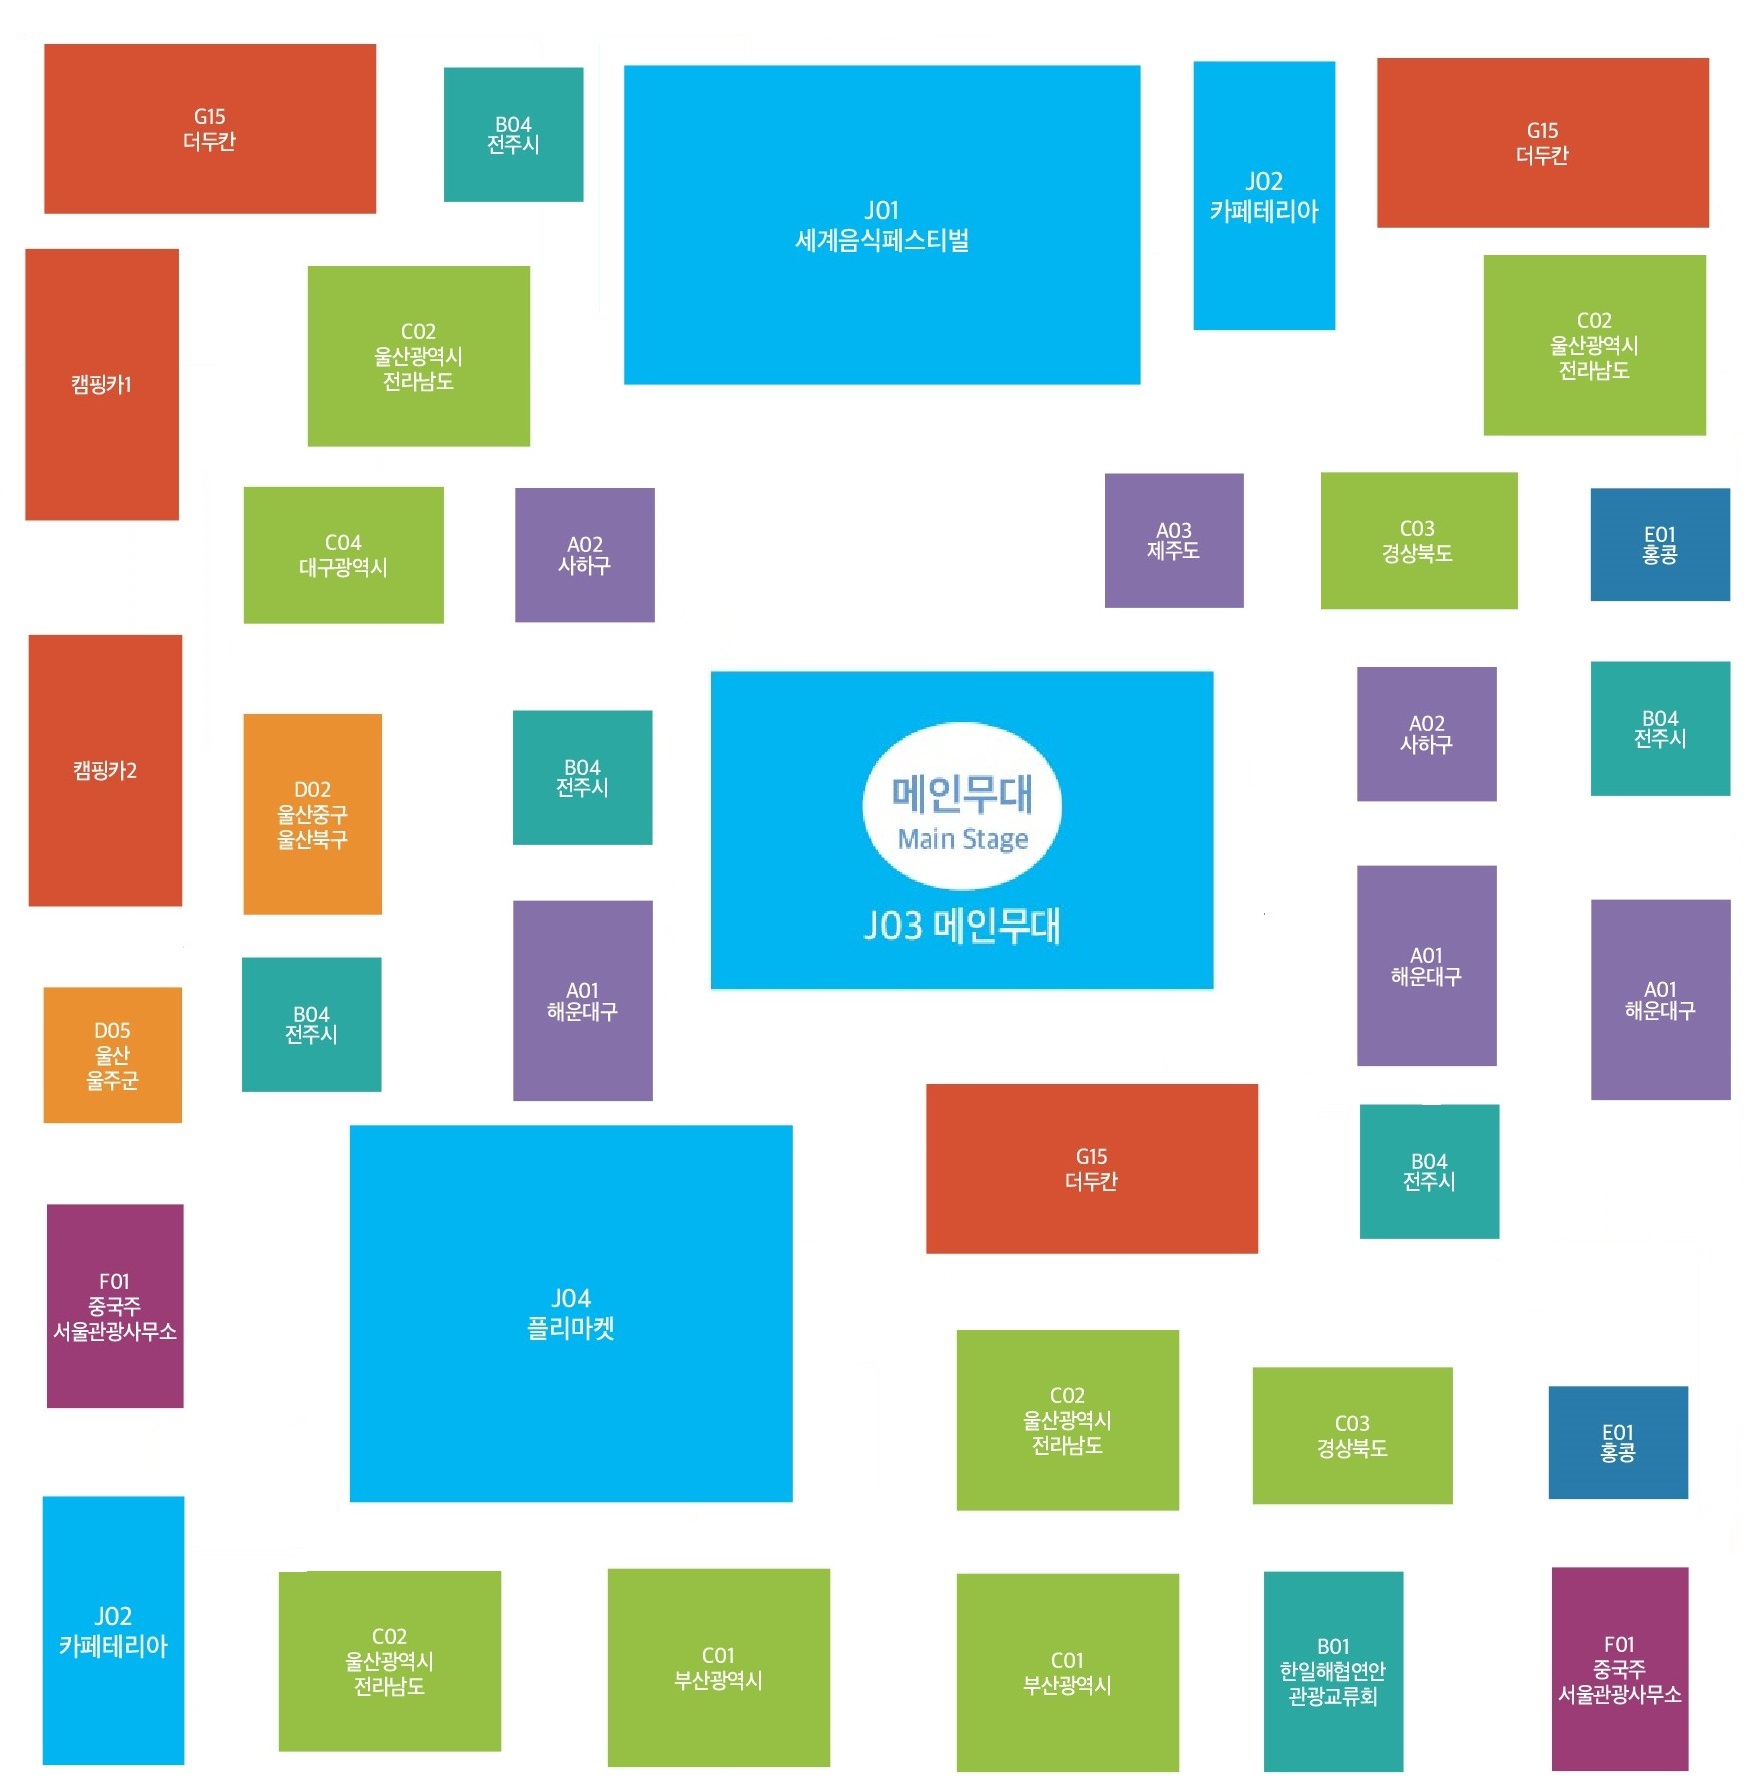 G15
더두칸
B04
전주시
J01
세계음식페스티벌
J02
카페테리아
G15
더두칸
캠핑카1
C02
울산광역시
전라남도
C02
울산광역시
전라남도
C04
대구광역시
A02
사하구
A03
제주도
C03
경상북도
E01
홍콩
캠핑카2
D02
울산중구
울산북구
B04
전주시
메인무대
Main Stage
J03 메인무대
A02
사하구
B04
전주시
D05
울산
울주군
B04
전주시
A01
해운대구
A01
해운대구
A01
해운대구
F01
중국주
서울관광사무소
J04
플리마켓
G15
더두칸
B04
전주시
C02
울산광역시
전라남도
C03
경상북도
E01
홍콩
J02
카페테리아
C02
울산광역시
전라남도
C01
부산광역시
C01
부산광역시
B01
한일해협연안
관광교류회
F01
중국주
서울관광사무소